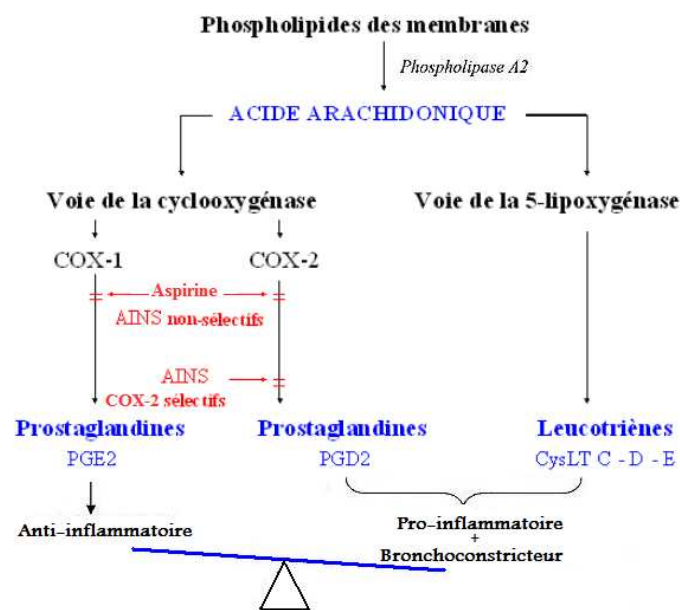 Phospholipides des membranes
Phospholipase A2
ACIDE ARACHIDONIQUE
Voie de la cyclooxygénase
Voie de la 5-lipoxygénase
COX-1
COX-2
Aspirine
AINS non-sélectifs
AINS
COX-2 sélectifs
Prostaglandines
PGE2
Prostaglandines
PGD2
Leucotriènes
CysLT C - D - E
Anti-inflammatoire
Pro-inflammatoire
+
Bronchoconstricteur